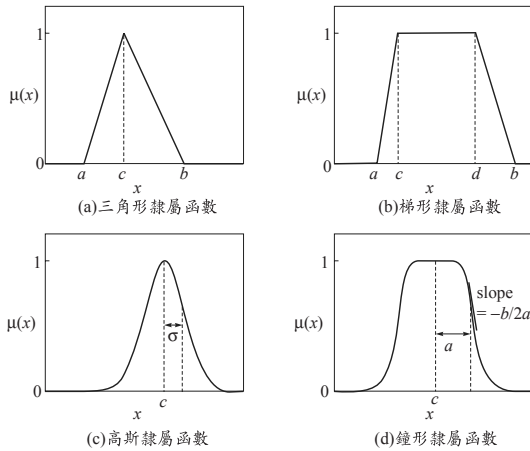 1
μ(x)
0
a c b
x
(a)三角形隸屬函數
1
μ(x)
0
a c d b
x
(b)梯形隸屬函數
1
μ(x)
σ
0
c
x
(c)高斯隸屬函數
1
μ(x)
slope
= −b/2a
a
0
c
x
(d)鐘形隸屬函數